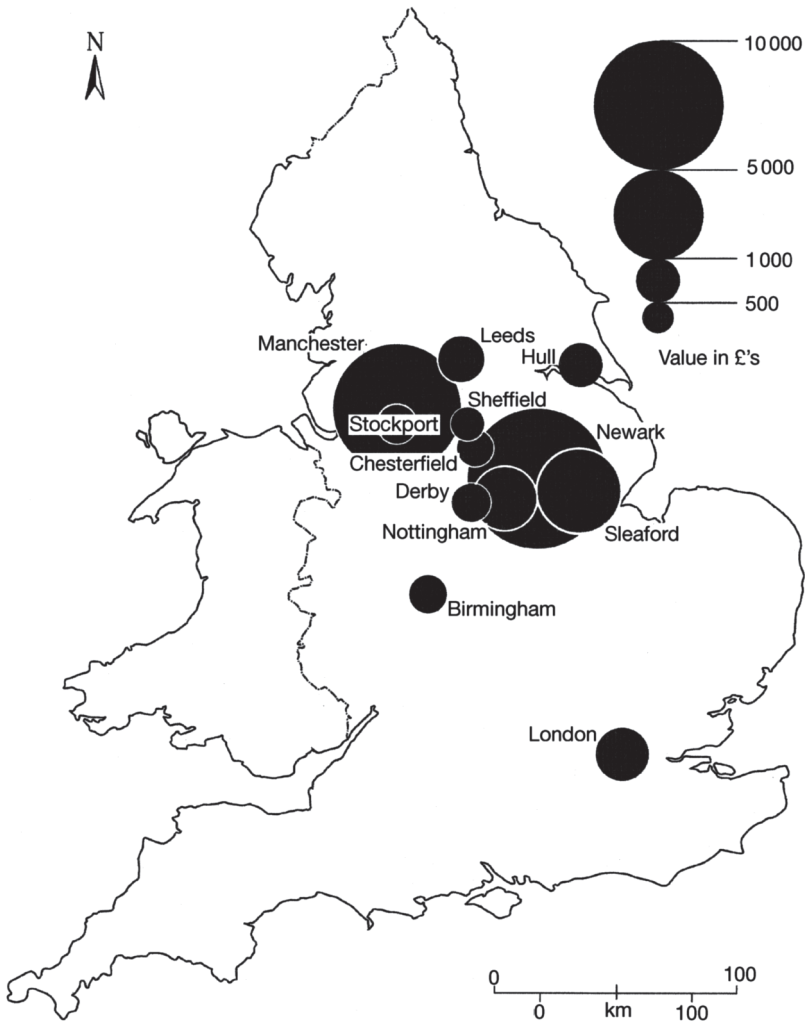 N
10 000
5 000
1 000
500
Value in £'s
Manchester
Leeds
Hull
Sheffield
Stockport
Newark
Chesterfield
Derby
Nottingham
Sleaford
Birmingham
London
0 100
0 km 100